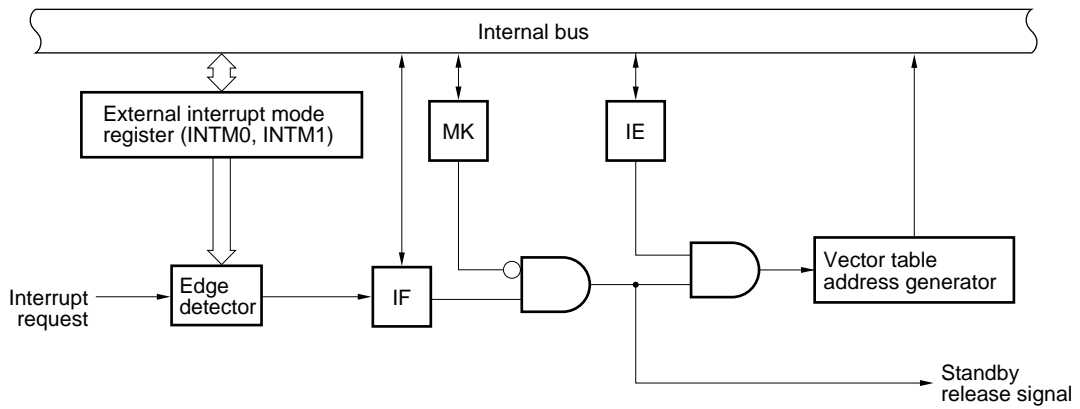 Internal bus
External interrupt mode
register (INTM0, INTM1)
MK
IE
Interrupt
request
Edge
detector
IF
Vector table
address generator
Standby
release signal